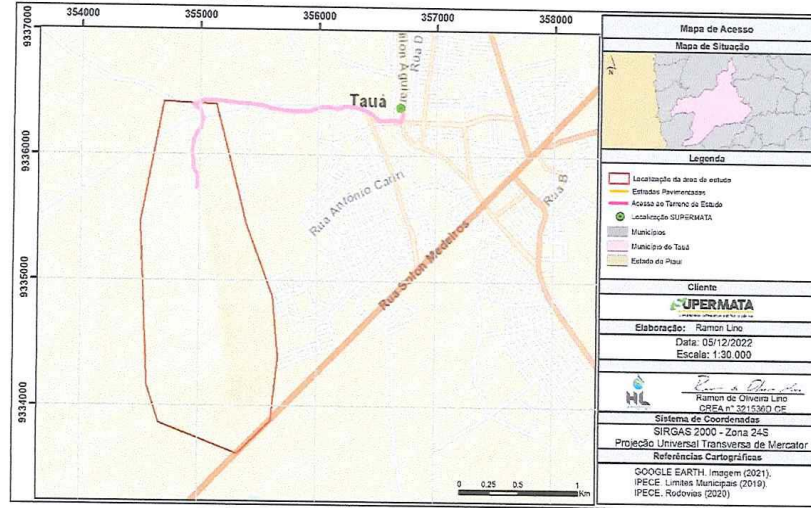 354000
355000
356000
357000
358000
9337000
9336000
9335000
9334000
Tauá
Rua D
Rua Antônio Carlri
Rua Solon Medeiros
Rua B
0 0.25 0.5 1
Km
Mapa de Acesso
Mapa de Situação
Legenda
Localização da área de estudo
Estradas Pavimentadas
Acesso ao Terreno de Estudo
Localização SUPERMATA
Municípios
Município de Tauá
Estado do Piauí
Cliente
SUPERMATA
Elaboração: Ramon Lino
Data: 05/12/2022
Escala: 1:30.000
HL
Ramon de Oliveira Lino
CREA nº 321536D CE
Sistema de Coordenadas
SIRGAS 2000 - Zona 24S
Projeção Universal Transversa de Mercator
Referências Cartográficas
GOOGLE EARTH. Imagem (2021).
IPECE. Limites Municipais (2019).
IPECE. Rodovias (2020)